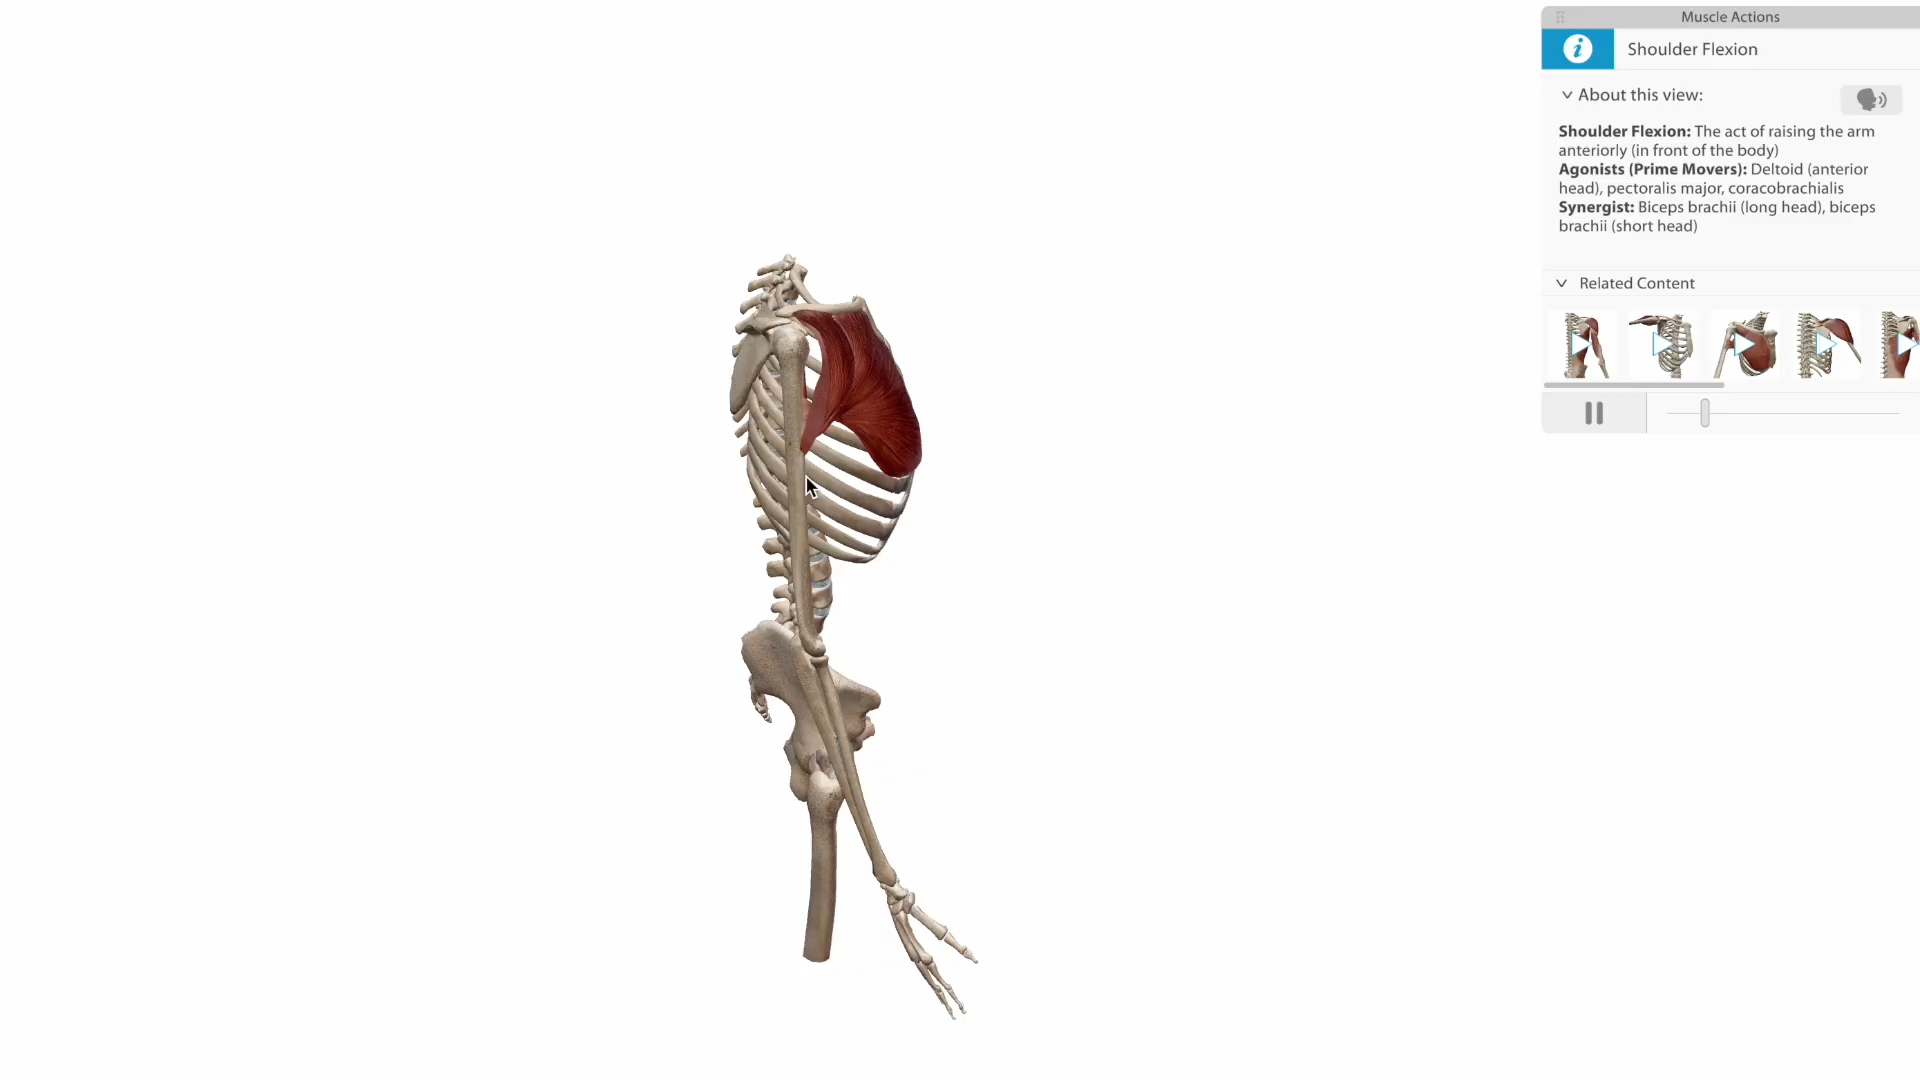 Muscle Actions
Shoulder Flexion
About this view:
Shoulder Flexion: The act of raising the arm
anteriorly (in front of the body)
Agonists (Prime Movers): Deltoid (anterior
head), pectoralis major, coracobrachialis
Synergist: Biceps brachii (long head), biceps
brachii (short head)
Related Content